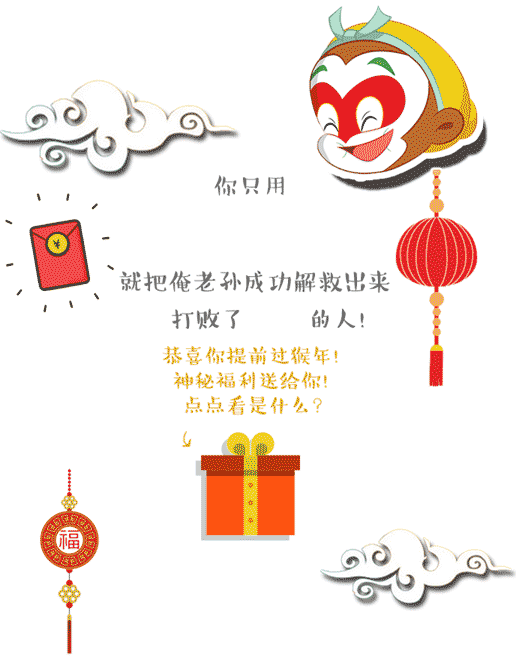 你只用
¥
就把俺老孙成功解救出来
打败了 的人!
恭喜你提前过猴年!
神秘福利送给你!
点点看是什么?
福